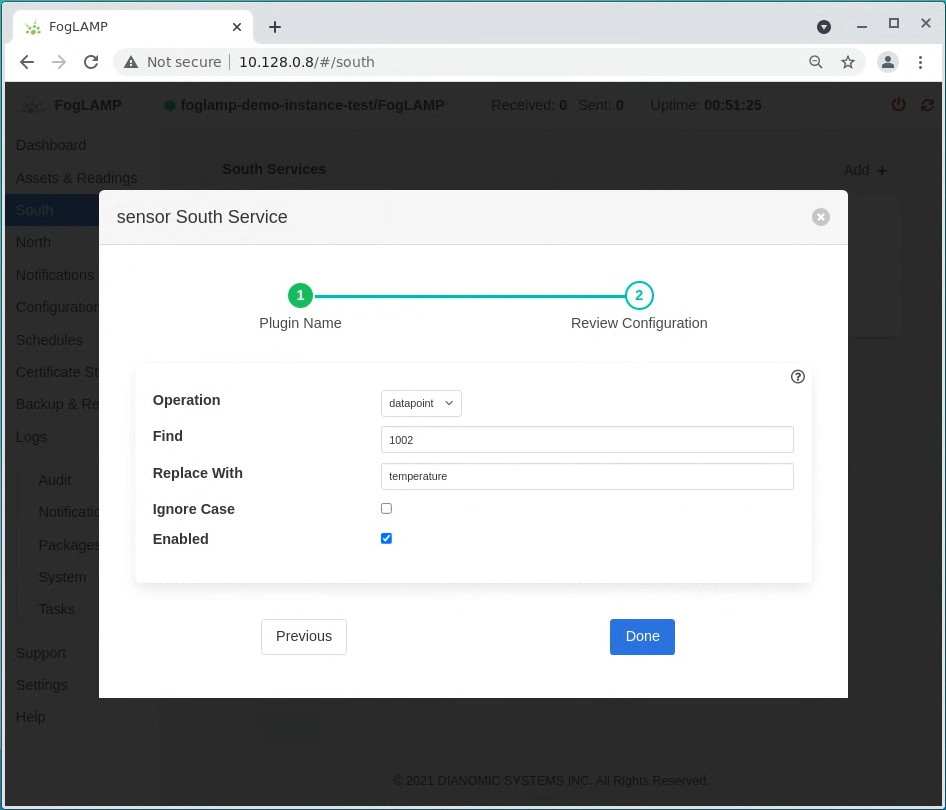 FogLAMP
Not secure 10.128.0.8/#/south
FogLAMP foglamp-demo-instance-test/FogLAMP Received: 0 Sent: 0 Uptime: 00:51:25
Dashboard
South Services
Add +
Assets & Readings
South
North
Notifications
Configuration
Schedules
Certificate St
Backup & Re
Logs
Audit
Notificatio
Packages
System
Tasks
Support
Settings
Help
sensor South Service
1 2
Plugin Name Review Configuration
Operation datapoint
Find 1002
Replace With temperature
Ignore Case
Enabled
Previous Done
© 2021 DIANOMIC SYSTEMS INC. All Rights Reserved.